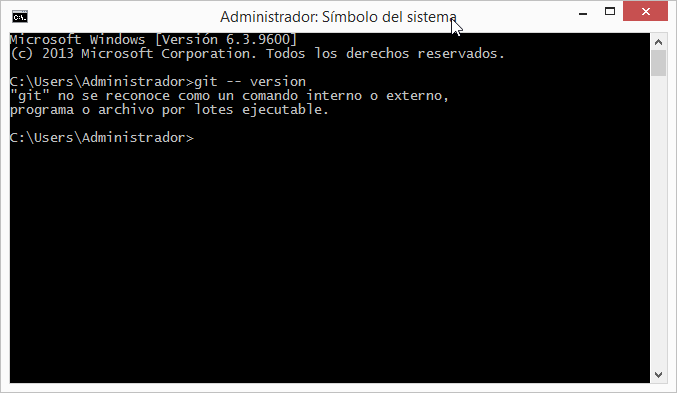 Administrador: Símbolo del sistema
Microsoft Windows [Versión 6.3.9600]
(c) 2013 Microsoft Corporation. Todos los derechos reservados.
C:\Users\Administrador>git -- version
"git" no se reconoce como un comando interno o externo,
programa o archivo por lotes ejecutable.
C:\Users\Administrador>